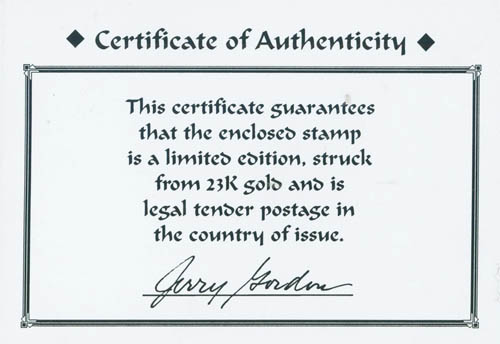 ◆ Certificate of Authenticity ◆
This certificate guarantees
that the enclosed stamp
is a limited edition, struck
from 23K gold and is
legal tender postage in
the country of issue.
Jerry Gordon